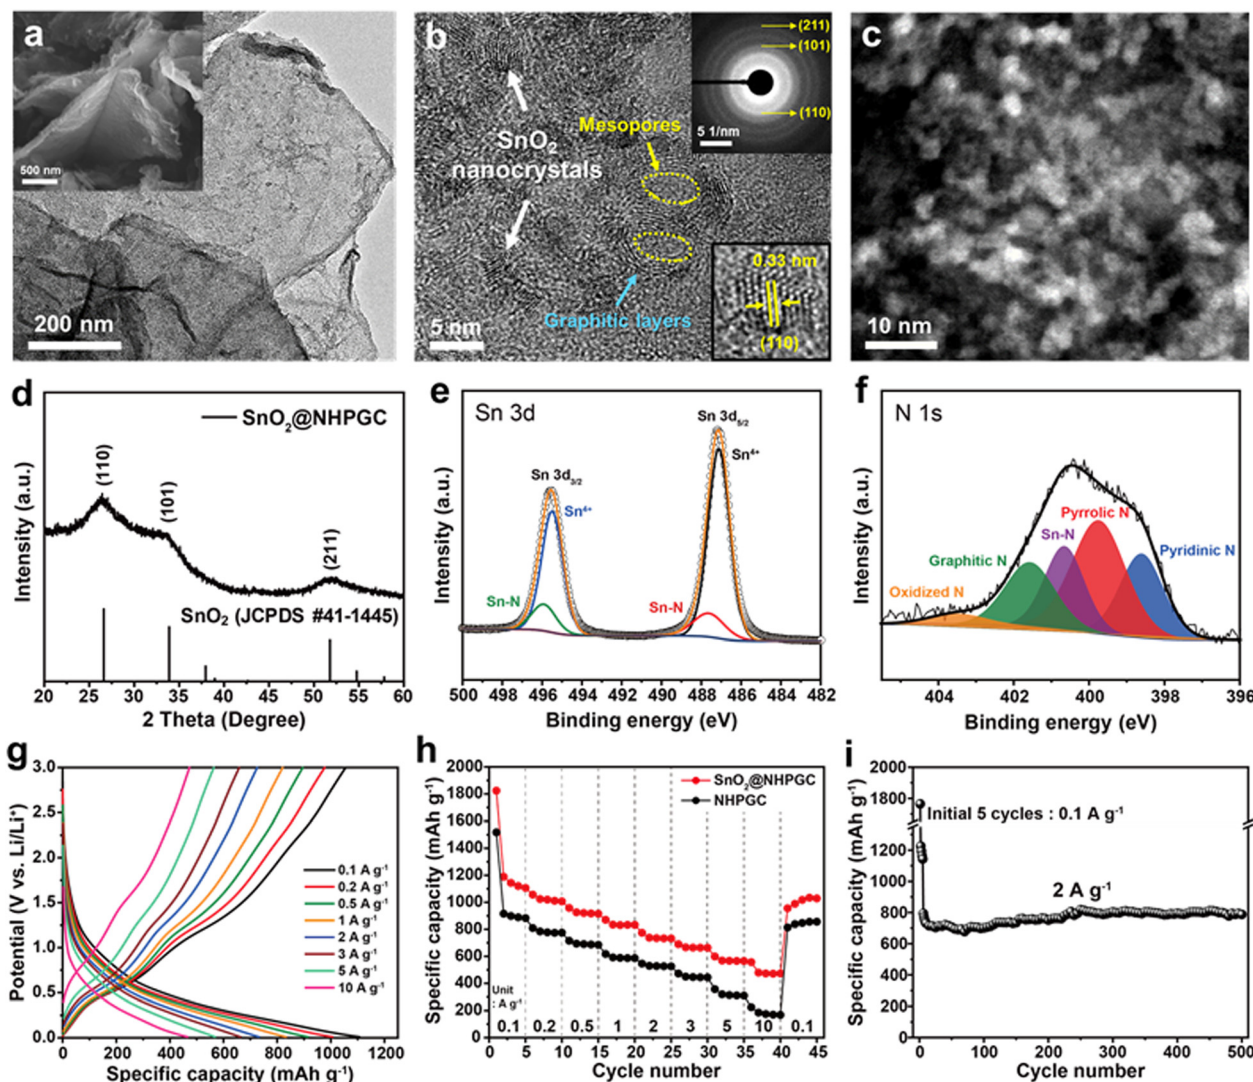 a
500 nm
200 nm
b
(211)
(101)
(110)
5 1/nm
Mesopores
SnO₂
nanocrystals
0.33 nm
(110)
Graphitic layers
5 nm
c
10 nm
d
SnO₂@NHPGC
(110)
(101)
(211)
SnO₂ (JCPDS #41-1445)
Intensity (a.u.)
20 25 30 35 40 45 50 55 60
2 Theta (Degree)
e
Sn 3d
Sn 3d₅/₂
Sn⁴⁺
Sn 3d₃/₂
Sn⁴⁺
Sn-N
Sn-N
Intensity (a.u.)
500 498 496 494 492 490 488 486 484 482
Binding energy (eV)
f
N 1s
Pyrrolic N
Sn-N
Graphitic N
Pyridinic N
Oxidized N
Intensity (a.u.)
404 402 400 398 396
Binding energy (eV)
g
3.0
2.5
2.0
1.5
1.0
0.5
0.0
Potential (V vs. Li/Li⁺)
0.1 A g⁻¹
0.2 A g⁻¹
0.5 A g⁻¹
1 A g⁻¹
2 A g⁻¹
3 A g⁻¹
5 A g⁻¹
10 A g⁻¹
0 200 400 600 800 1000 1200
Specific capacity (mAh g⁻¹)
h
2000
1800
1600
1400
1200
1000
800
600
400
200
0
Specific capacity (mAh g⁻¹)
SnO₂@NHPGC
NHPGC
Unit
: A g⁻¹
0.1 0.2 0.5 1 2 3 5 10 0.1
0 5 10 15 20 25 30 35 40 45
Cycle number
i
2000
1800
1200
1000
800
600
400
200
0
Specific capacity (mAh g⁻¹)
Initial 5 cycles : 0.1 A g⁻¹
2 A g⁻¹
0 100 200 300 400 500
Cycle number